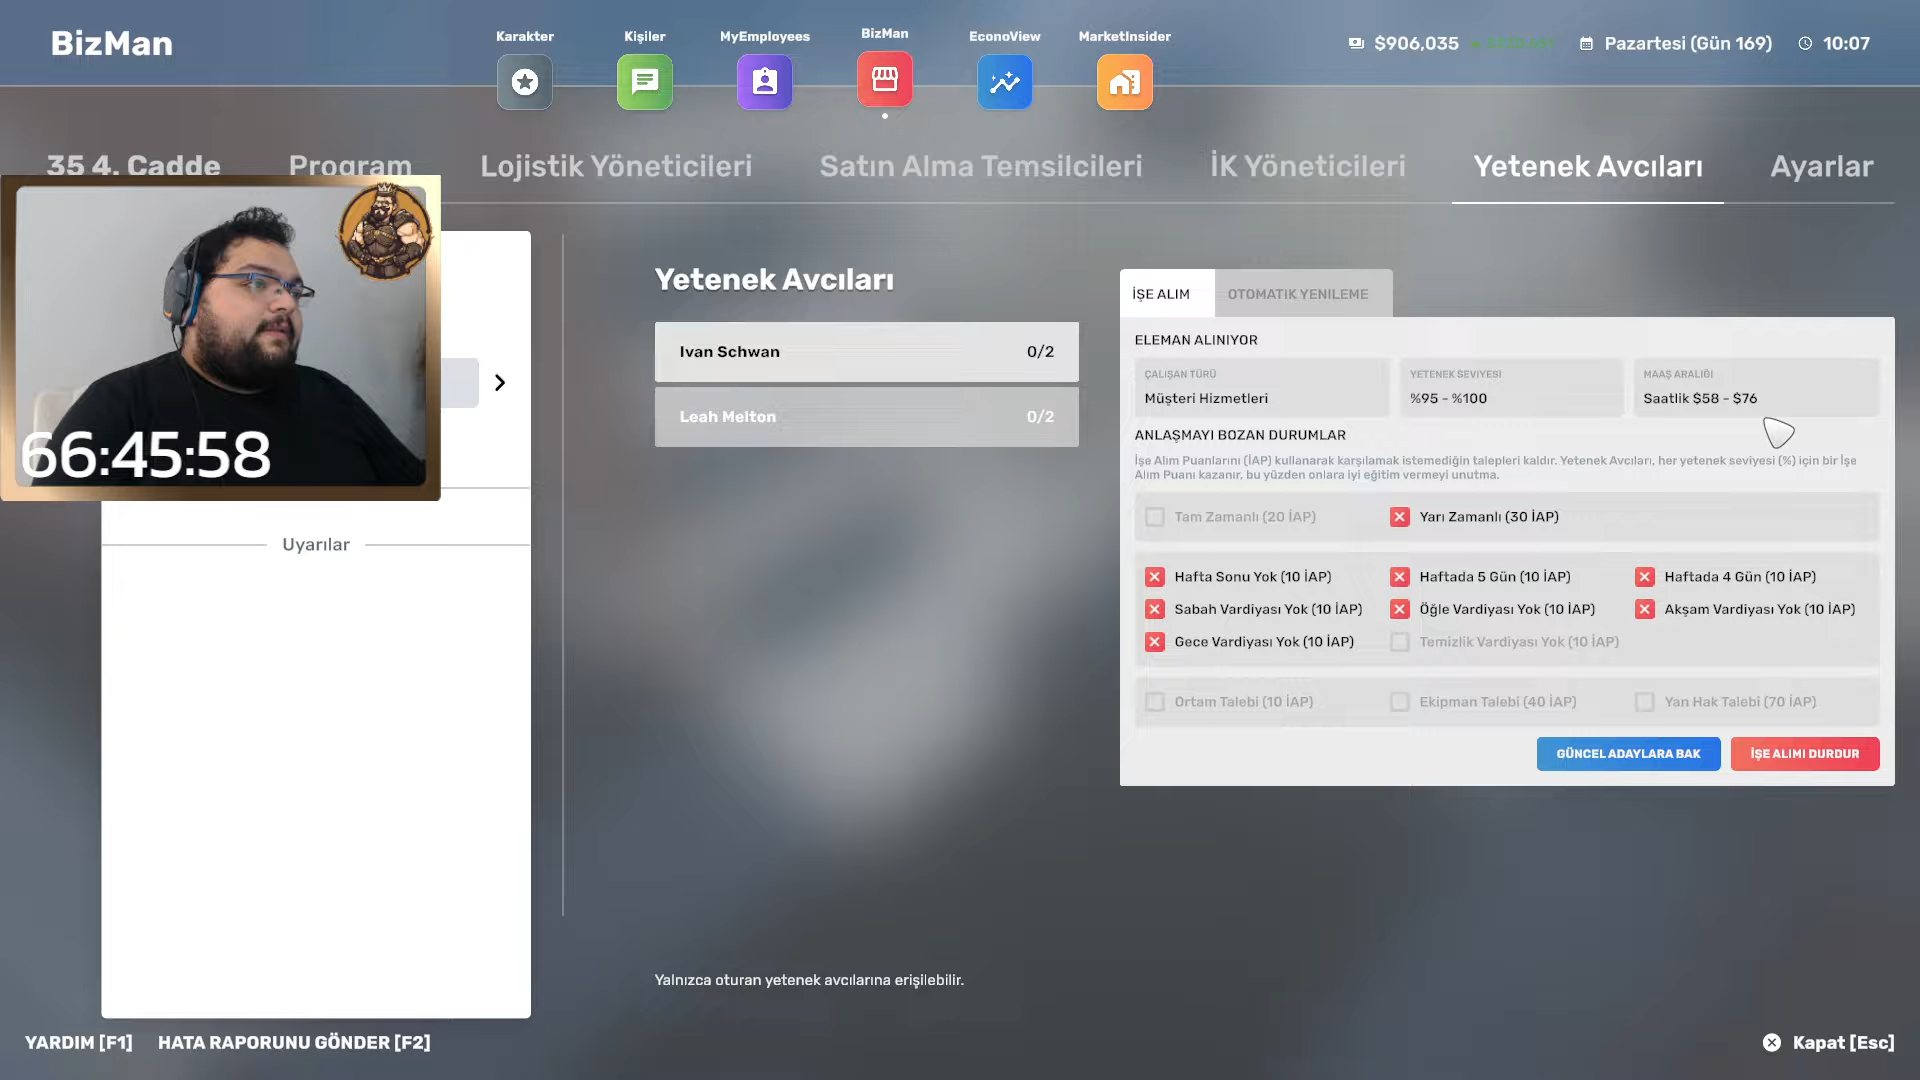 BizMan
Karakter
Kişiler
MyEmployees
BizMan
EconoView
MarketInsider
$906,035
Pazartesi (Gün 169)
10:07
35 4. Cadde
Program
Lojistik Yöneticileri
Satın Alma Temsilcileri
İK Yöneticileri
Yetenek Avcıları
Ayarlar
66:45:58
Uyarılar
Yetenek Avcıları
Ivan Schwan 0/2
Leah Melton 0/2
Yalnızca oturan yetenek avcılarına erişilebilir.
İŞE ALIM
OTOMATIK YENILEME
ELEMAN ALINIYOR
ÇALIŞAN TÜRÜ
Müşteri Hizmetleri
YETENEK SEVIYESI
%95 - %100
MAAŞ ARALIĞI
Saatlik $58 - $76
ANLAŞMAYI BOZAN DURUMLAR
İşe Alım Puanlarını (İAP) kullanarak karşılamak istemediğin talepleri kaldır. Yetenek Avcıları, her yetenek seviyesi (%) için bir İşe
Alım Puanı kazanır, bu yüzden onlara iyi eğitim vermeyi unutma.
Tam Zamanlı (20 İAP)
Yarı Zamanlı (30 İAP)
Hafta Sonu Yok (10 İAP)
Haftada 5 Gün (10 İAP)
Haftada 4 Gün (10 İAP)
Sabah Vardiyası Yok (10 İAP)
Öğle Vardiyası Yok (10 İAP)
Akşam Vardiyası Yok (10 İAP)
Gece Vardiyası Yok (10 İAP)
Temizlik Vardiyası Yok (10 İAP)
Ortam Talebi (10 İAP)
Ekipman Talebi (40 İAP)
Yan Hak Talebi (70 İAP)
GÜNCEL ADAYLARA BAK
İŞE ALIMI DURDUR
YARDIM [F1]
HATA RAPORUNU GÖNDER [F2]
Kapat [Esc]